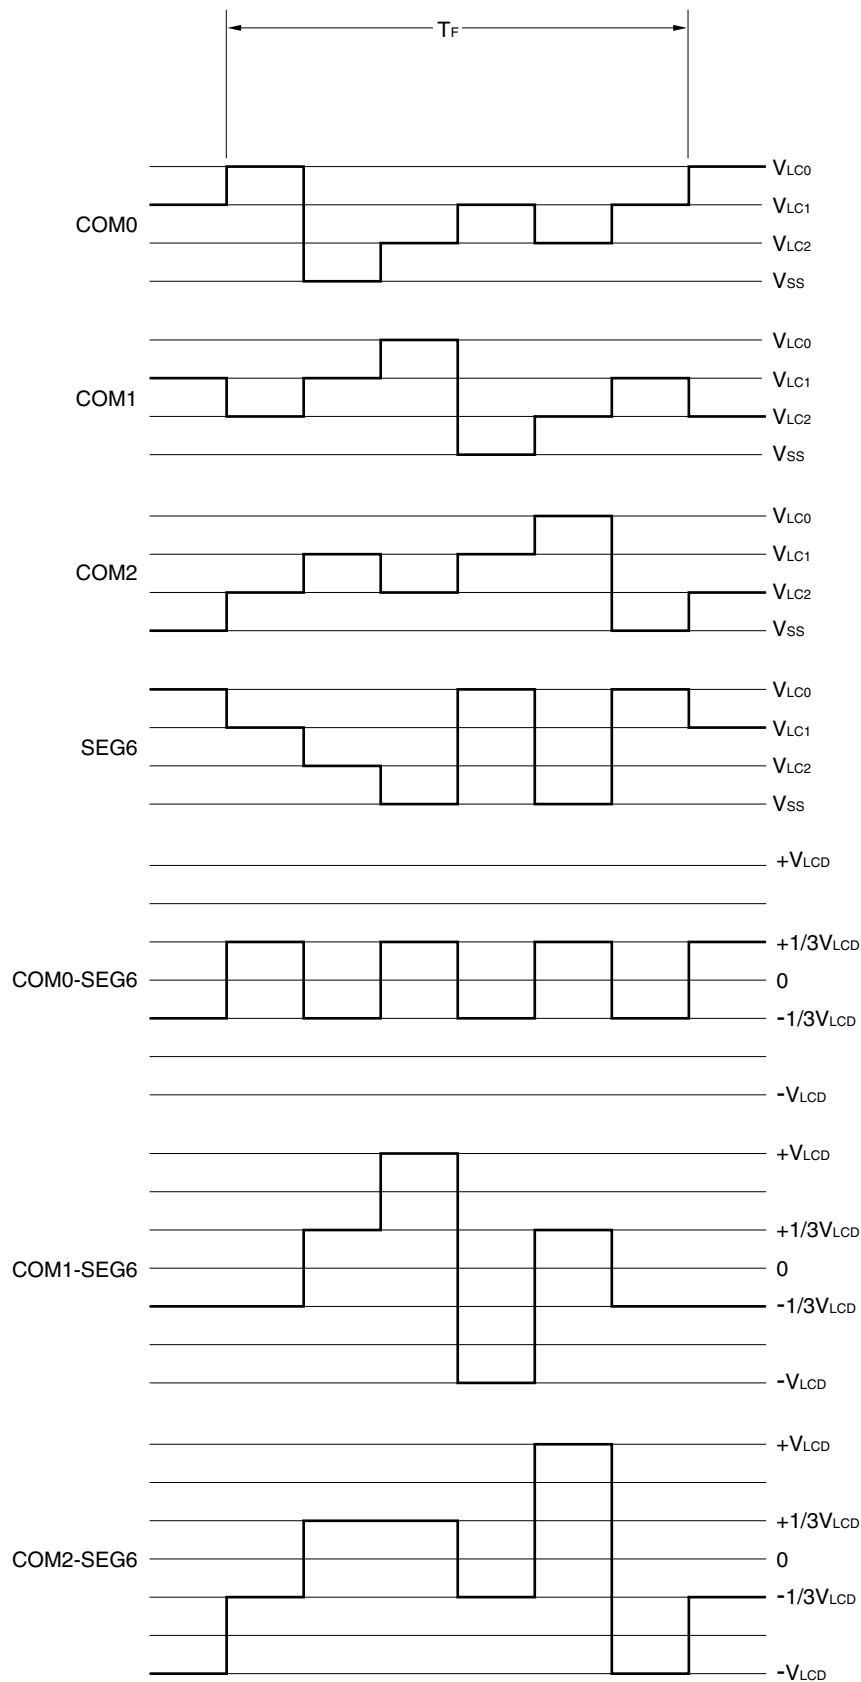 TF
COM0
VLC0
VLC1
VLC2
VSS
COM1
VLC0
VLC1
VLC2
VSS
COM2
VLC0
VLC1
VLC2
VSS
SEG6
VLC0
VLC1
VLC2
VSS
COM0-SEG6
+VLCD
+1/3VLCD
0
-1/3VLCD
-VLCD
COM1-SEG6
+VLCD
+1/3VLCD
0
-1/3VLCD
-VLCD
COM2-SEG6
+VLCD
+1/3VLCD
0
-1/3VLCD
-VLCD